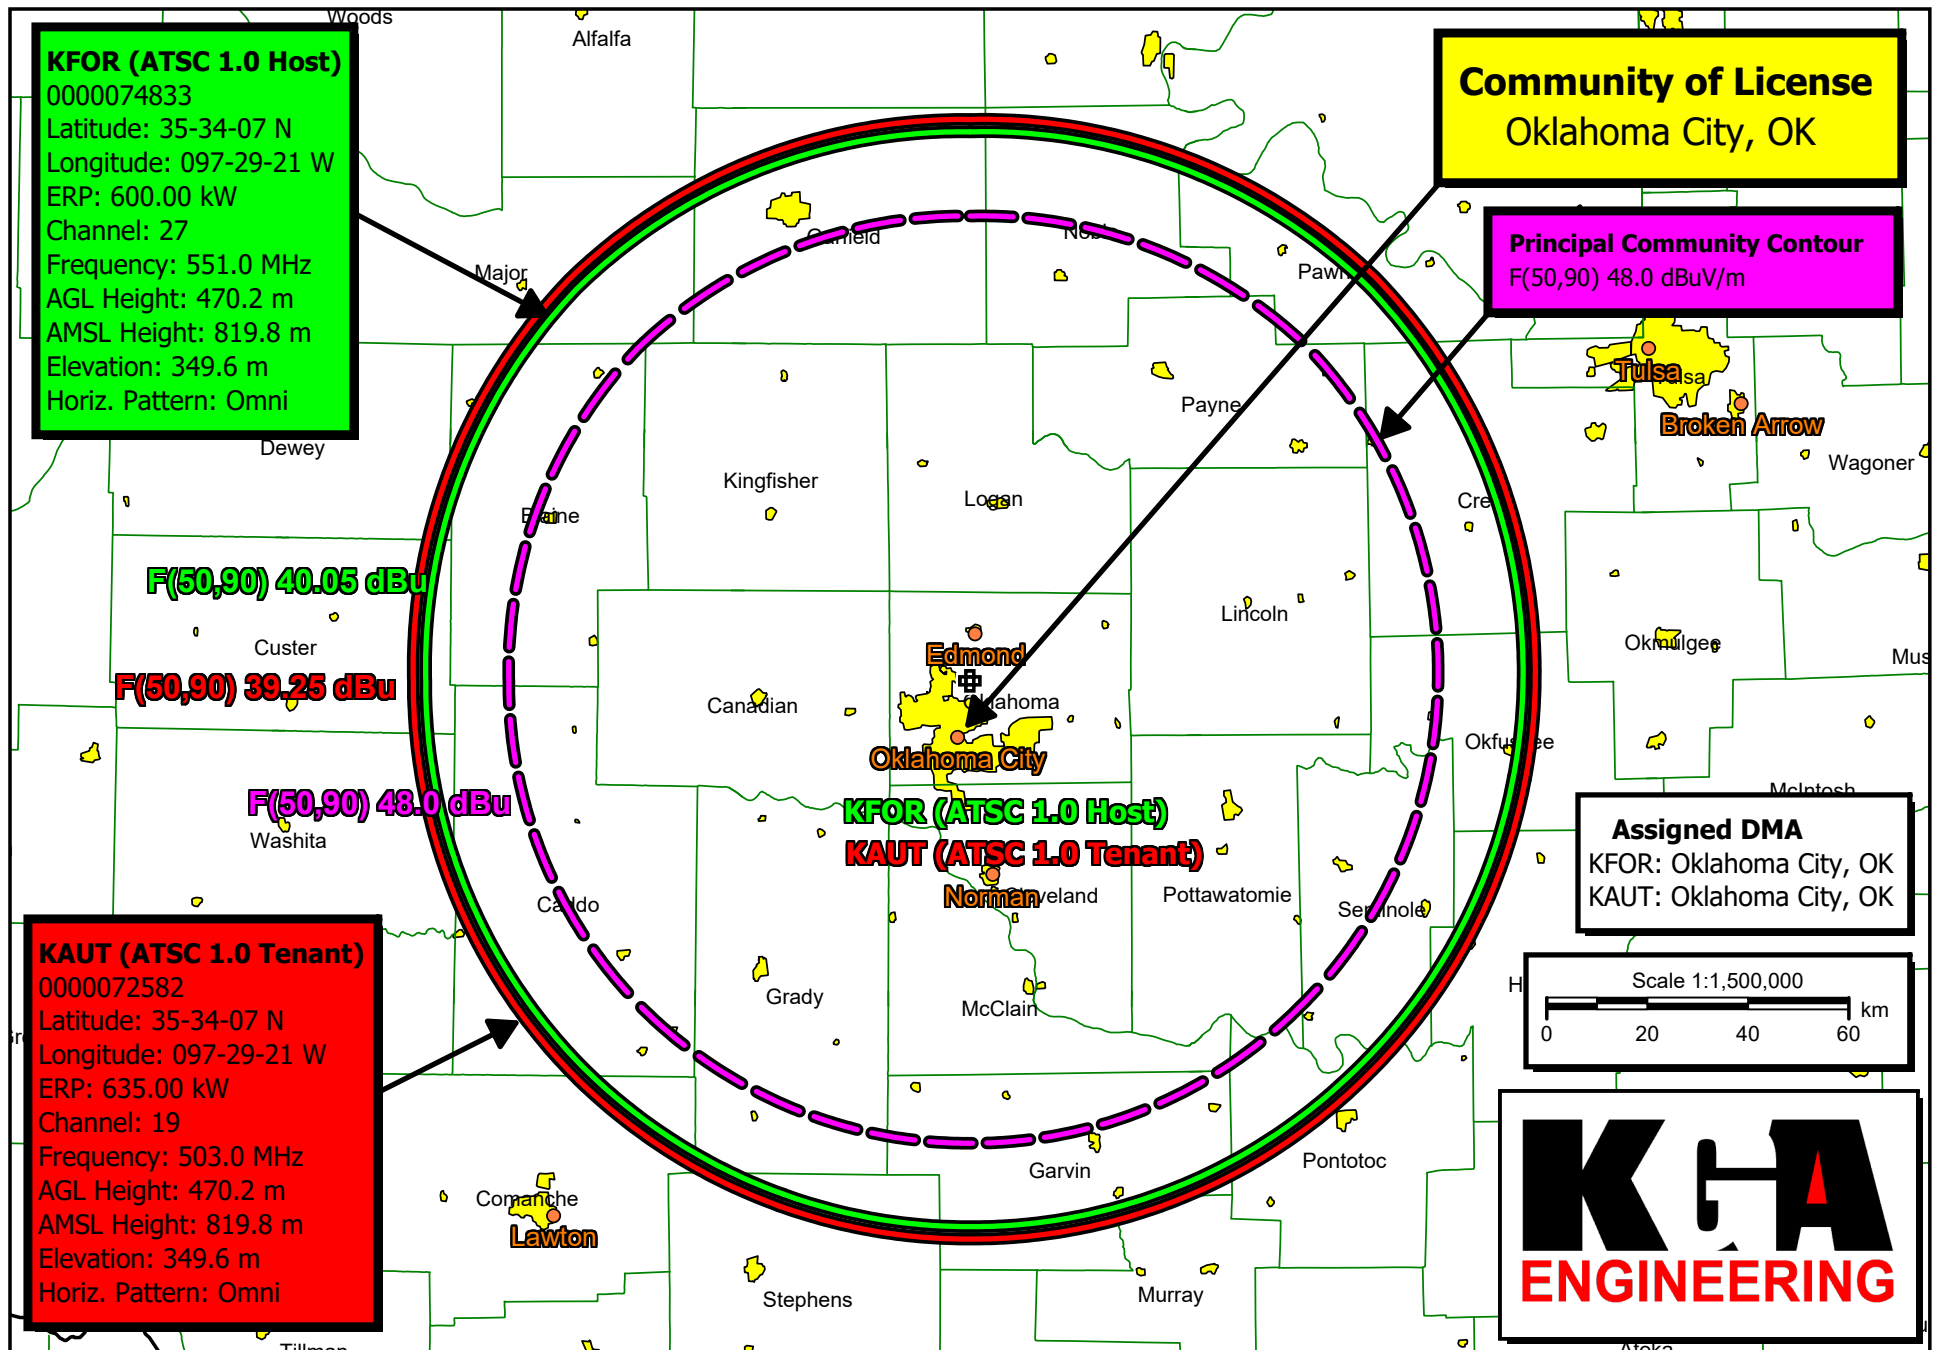 Woods
Alfalfa
KFOR (ATSC 1.0 Host)
0000074833
Latitude: 35-34-07 N
Longitude: 097-29-21 W
ERP: 600.00 kW
Channel: 27
Frequency: 551.0 MHz
AGL Height: 470.2 m
AMSL Height: 819.8 m
Elevation: 349.6 m
Horiz. Pattern: Omni
Community of License
Oklahoma City, OK
Principal Community Contour
F(50,90) 48.0 dBuV/m
Garfield
Noble
Major
Pawn
Tulsa
Tulsa
Broken Arrow
Payne
Dewey
Wagoner
Kingfisher
Logan
Cre
Blaine
F(50,90) 40.05 dBu
Lincoln
Custer
Okmulgee
Mus
Edmond
F(50,90) 39.25 dBu
Canadian
Oklahoma
Okfuskee
Oklahoma City
F(50,90) 48.0 dBu
McIntosh
KFOR (ATSC 1.0 Host)
KAUT (ATSC 1.0 Tenant)
Washita
Assigned DMA
KFOR: Oklahoma City, OK
KAUT: Oklahoma City, OK
Norman
Cleveland
Pottawatomie
Seminole
Caddo
KAUT (ATSC 1.0 Tenant)
0000072582
Latitude: 35-34-07 N
Longitude: 097-29-21 W
ERP: 635.00 kW
Channel: 19
Frequency: 503.0 MHz
AGL Height: 470.2 m
AMSL Height: 819.8 m
Elevation: 349.6 m
Horiz. Pattern: Omni
Grady
McClain
H
Scale 1:1,500,000
km
0 20 40 60
Garvin
Pontotoc
Comanche
Lawton
Stephens
Murray
KGA
ENGINEERING
Tillman
Atoka